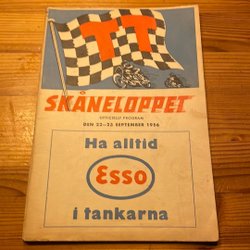 TT
SKÅNELOPPET
OFFICIELLT PROGRAM
DEN 22-23 SEPTEMBER 1956
Ha alltid
Esso
i tankarna